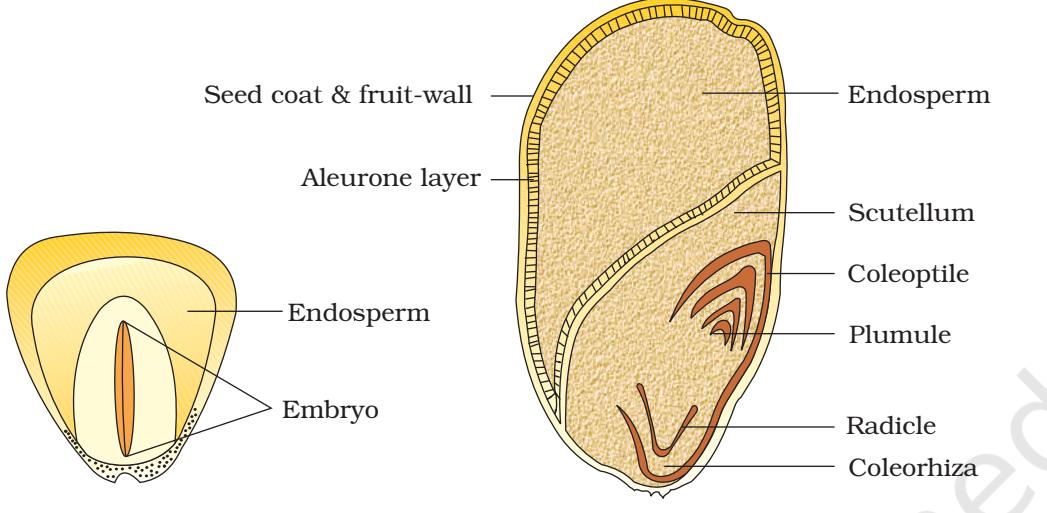 Seed coat & fruit-wall
Endosperm
Aleurone layer
Scutellum
Coleoptile
Endosperm
Plumule
Embryo
Radicle
Coleorhiza